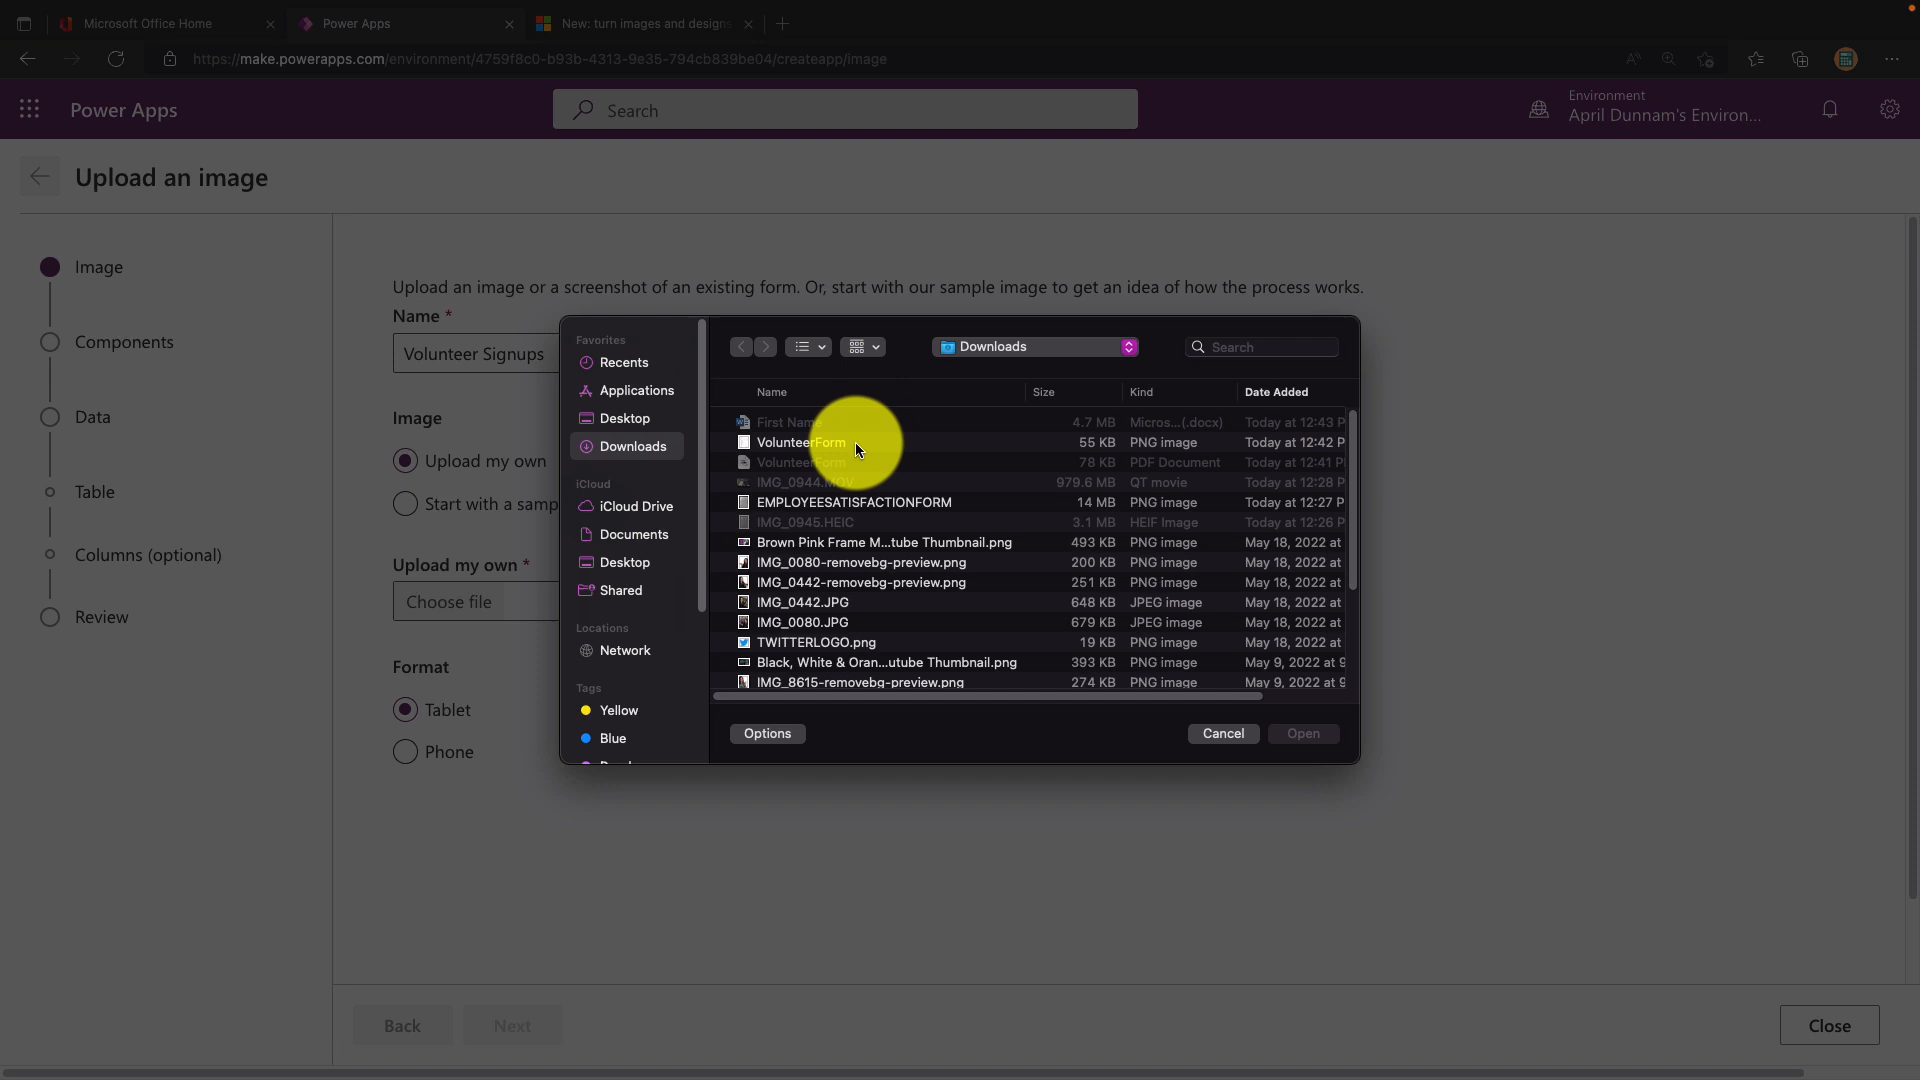 Microsoft Office Home
Power Apps
New: turn images and designs
https://make.powerapps.com/environment/4759f8c0-b93b-4313-9e35-794cb839be04/createapp/image
Power Apps
Search
Environment
April Dunnam's Environ...
Upload an image
Image
Components
Data
Table
Columns (optional)
Review
Upload an image or a screenshot of an existing form. Or, start with our sample image to get an idea of how the process works.
Name *
Volunteer Signups
Image
Upload my own
Start with a samp
Upload my own *
Choose file
Format
Tablet
Phone
Favorites
Recents
Applications
Desktop
Downloads
iCloud
iCloud Drive
Documents
Desktop
Shared
Locations
Network
Tags
Yellow
Blue
Downloads
Search
Name Size Kind Date Added
First Name 4.7 MB Micros...(.docx) Today at 12:43 P
VolunteerForm 55 KB PNG image Today at 12:42 P
VolunteerForm 78 KB PDF Document Today at 12:41 P
IMG_0944.MOV 979.6 MB QT movie Today at 12:28 P
EMPLOYEESATISFACTIONFORM 14 MB PNG image Today at 12:27 P
IMG_0945.HEIC 3.1 MB HEIF Image Today at 12:26 P
Brown Pink Frame M...tube Thumbnail.png 493 KB PNG image May 18, 2022 at
IMG_0080-removebg-preview.png 200 KB PNG image May 18, 2022 at
IMG_0442-removebg-preview.png 251 KB PNG image May 18, 2022 at
IMG_0442.JPG 648 KB JPEG image May 18, 2022 at
IMG_0080.JPG 679 KB JPEG image May 18, 2022 at
TWITTERLOGO.png 19 KB PNG image May 18, 2022 at
Black, White & Oran...utube Thumbnail.png 393 KB PNG image May 9, 2022 at 9
IMG_8615-removebg-preview.png 274 KB PNG image May 9, 2022 at 9
Options
Cancel
Open
Back
Next
Close